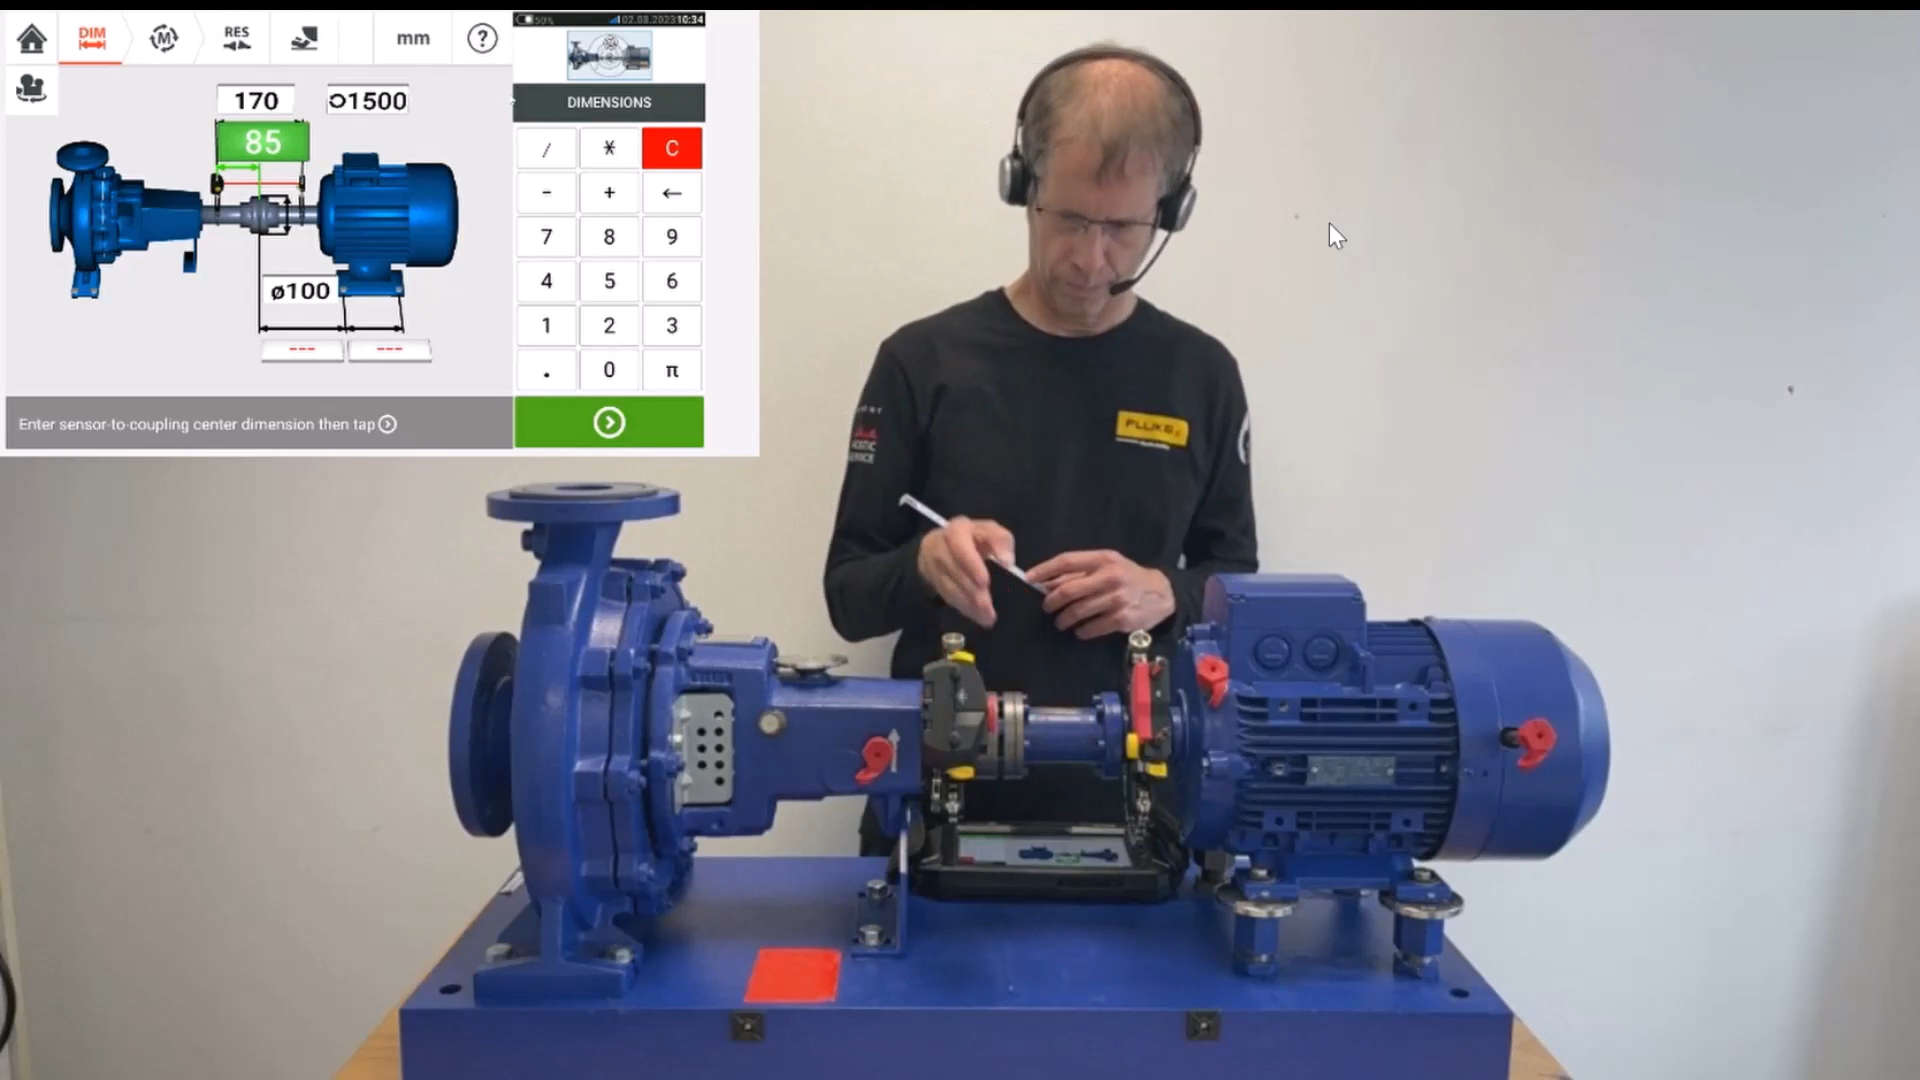 DIM
M
RES
mm
?
50%
02.08.2023 10:34
170
1500
85
ø100
---
---
DIMENSIONS
/ * C
- + ←
7 8 9
4 5 6
1 2 3
. 0 π
Enter sensor-to-coupling center dimension then tap
FLUKE